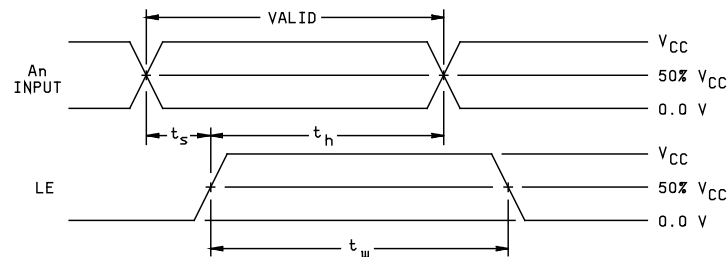 VALID
An
INPUT
VCC
50% VCC
0.0 V
ts
th
LE
VCC
50% VCC
0.0 V
tw